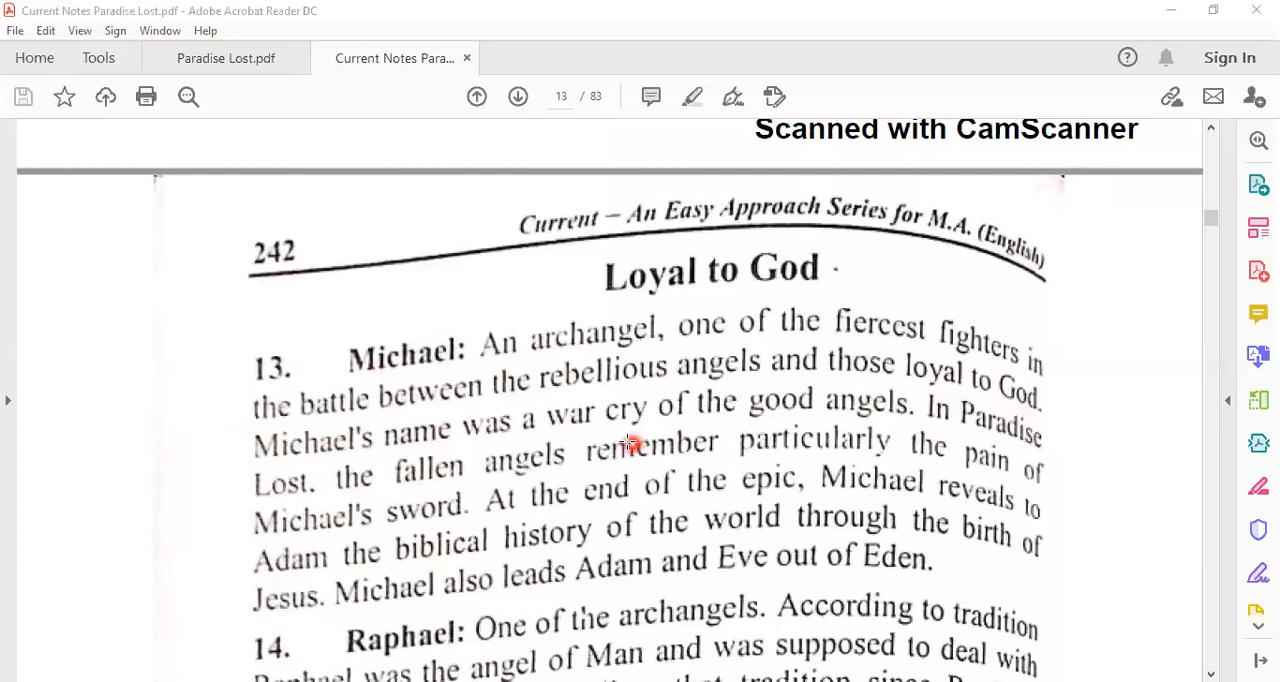 Current Notes Paradise Lost.pdf - Adobe Acrobat Reader DC
File Edit View Sign Window Help
Home Tools Paradise Lost.pdf Current Notes Para... × Sign In
13 / 83
Scanned with CamScanner
242 Current – An Easy Approach Series for M.A. (English)
Loyal to God
13. Michael: An archangel, one of the fiercest fighters in
the battle between the rebellious angels and those loyal to God.
Michael's name was a war cry of the good angels. In Paradise
Lost. the fallen angels remember particularly the pain of
Michael's sword. At the end of the epic, Michael reveals to
Adam the biblical history of the world through the birth of
Jesus. Michael also leads Adam and Eve out of Eden.
14. Raphael: One of the archangels. According to tradition
Raphael was the angel of Man and was supposed to deal with
that tradition since